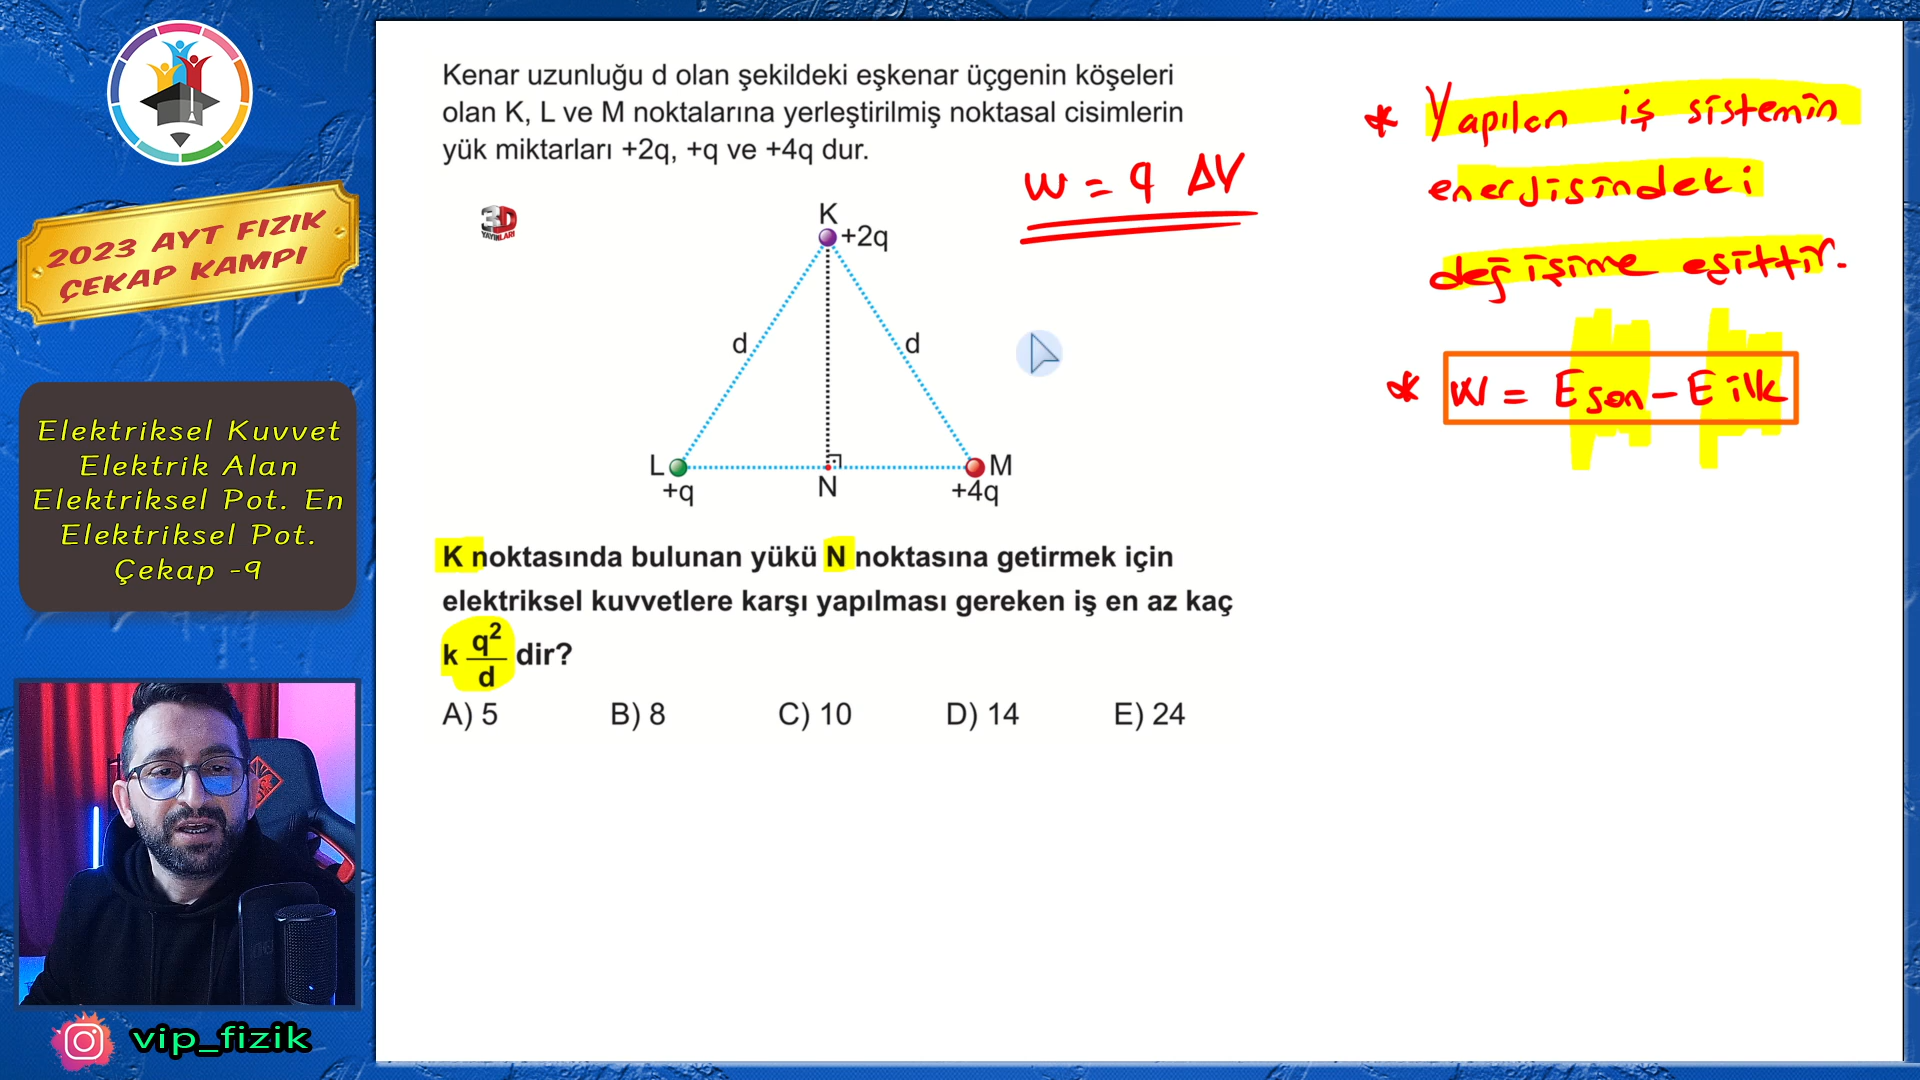 2023 AYT FIZIK
ÇEKAP KAMPI
Elektriksel Kuvvet
Elektrik Alan
Elektriksel Pot. En
Elektriksel Pot.
Çekap -9
vip_fizik
Kenar uzunluğu d olan şekildeki eşkenar üçgenin köşeleri
olan K, L ve M noktalarına yerleştirilmiş noktasal cisimlerin
yük miktarları +2q, +q ve +4q dur.
3D
YAYINLARI
K
+2q
d
d
L
M
+q
N
+4q
w = q ΔV
K noktasında bulunan yükü N noktasına getirmek için
elektriksel kuvvetlere karşı yapılması gereken iş en az kaç
k q²/d dir?
A) 5 B) 8 C) 10 D) 14 E) 24
* Yapılan iş sistemin
enerjisindeki
değişime eşittir.
* W = Eson - Eilk